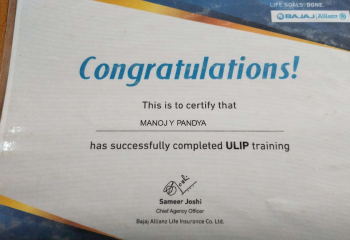 LIFE GOALS. DONE.
BAJAJ Allianz
Congratulations!
This is to certify that
MANOJ Y PANDYA
has successfully completed ULIP training
Sameer Joshi
Chief Agency Officer
Bajaj Allianz Life Insurance Co. Ltd.